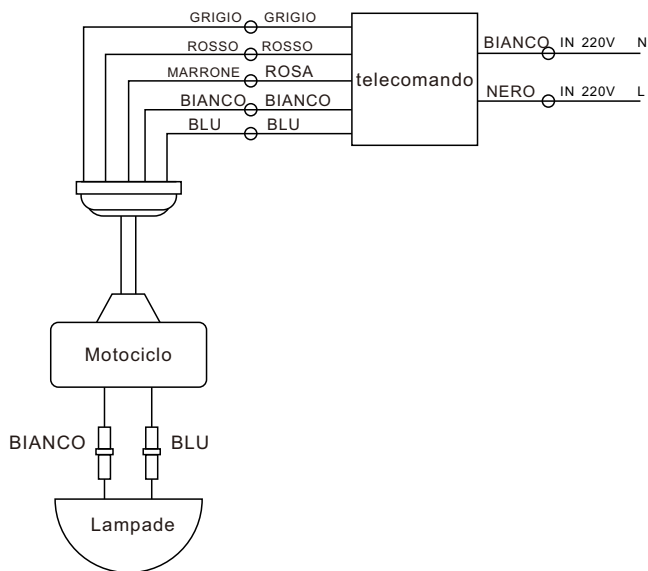 GRIGIO GRIGIO
ROSSO ROSSO
BIANCO IN 220V N
MARRONE ROSA
telecomando
BIANCO BIANCO
NERO IN 220V L
BLU BLU
Motociclo
BIANCO BLU
Lampade